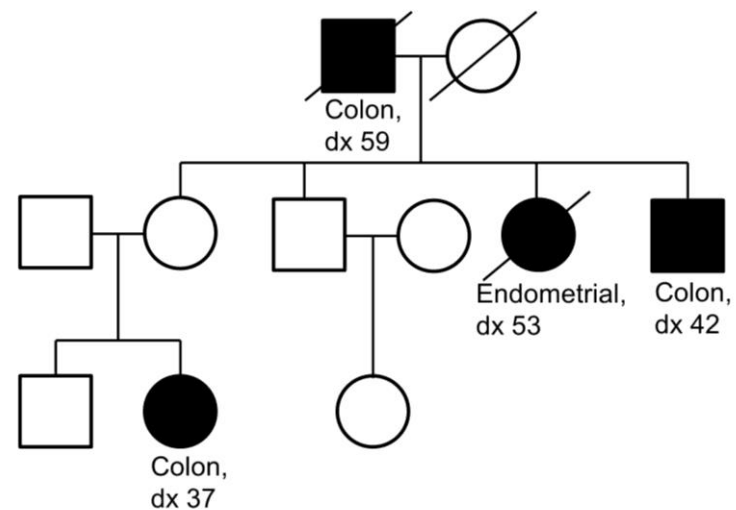 Colon,
dx 59
Endometrial,
dx 53
Colon,
dx 42
Colon,
dx 37